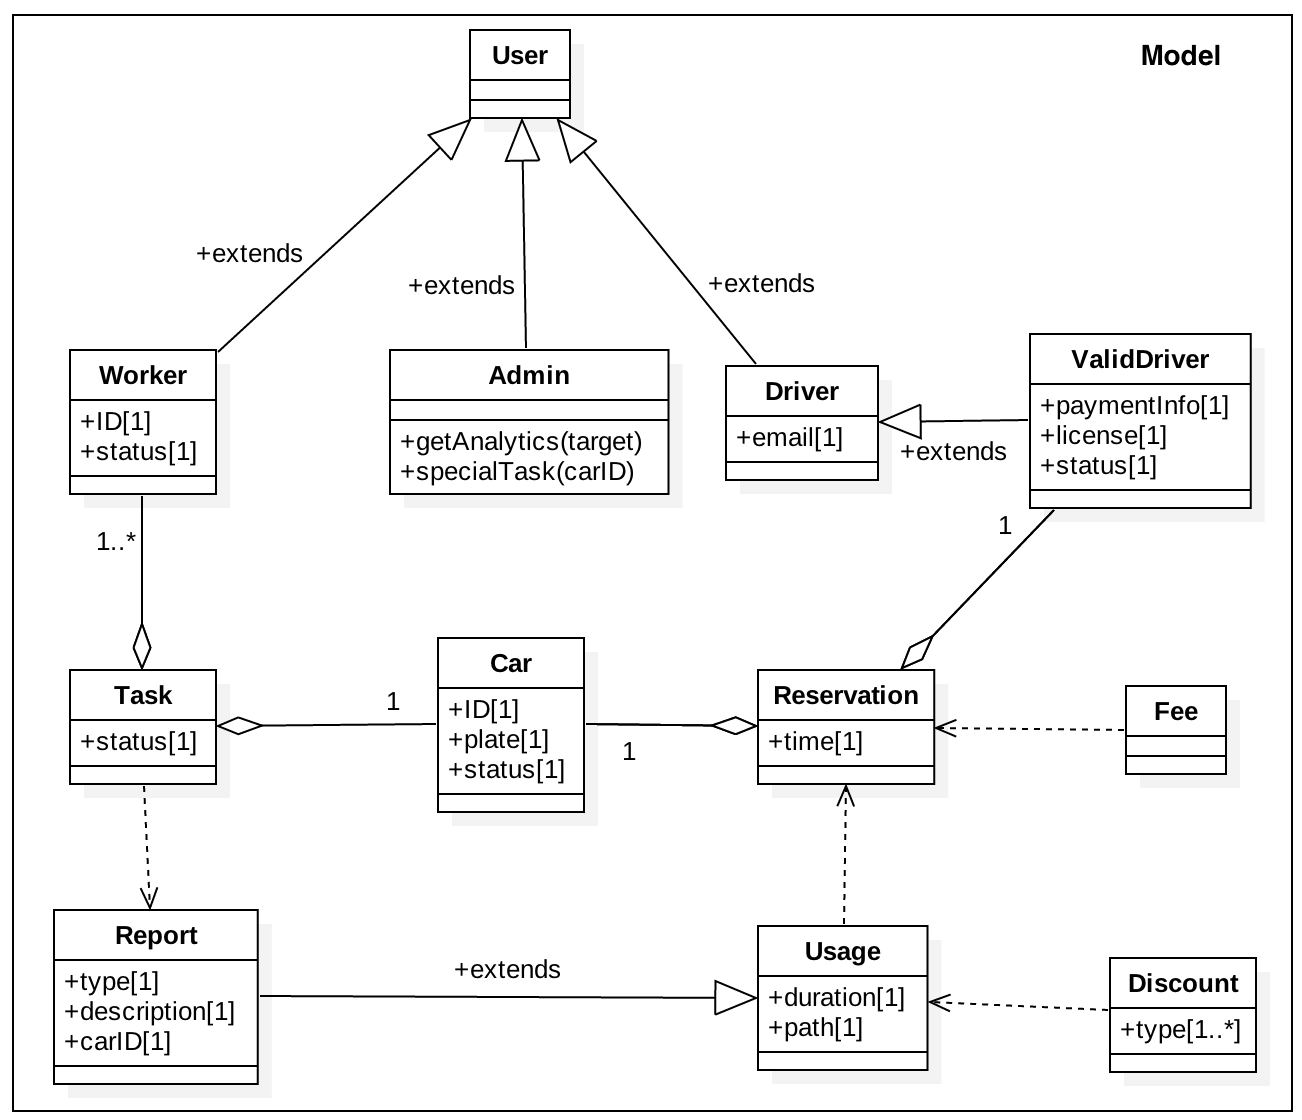 User
Model
+extends
+extends
+extends
Worker
+ID[1]
+status[1]
Admin
+getAnalytics(target)
+specialTask(carID)
Driver
+email[1]
+extends
ValidDriver
+paymentInfo[1]
+license[1]
+status[1]
1..*
1
Task
+status[1]
1
Car
+ID[1]
+plate[1]
+status[1]
1
Reservation
+time[1]
Fee
Report
+type[1]
+description[1]
+carID[1]
+extends
Usage
+duration[1]
+path[1]
Discount
+type[1..*]